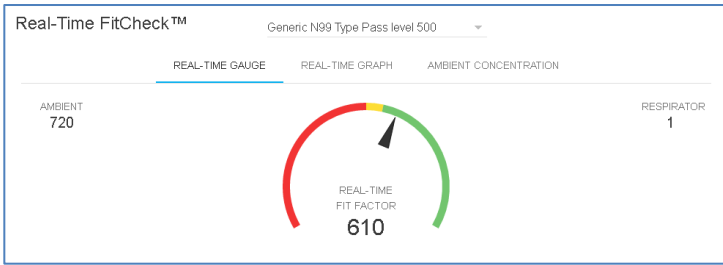 Real-Time FitCheck™
Generic N99 Type Pass level 500
REAL-TIME GAUGE
REAL-TIME GRAPH
AMBIENT CONCENTRATION
AMBIENT
720
RESPIRATOR
1
REAL-TIME
FIT FACTOR
610